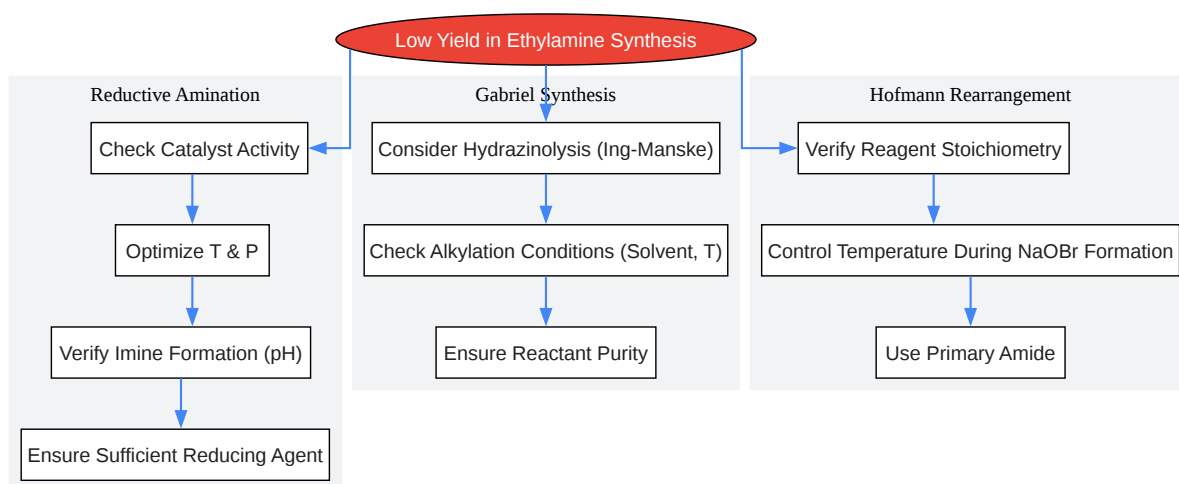 Low Yield in Ethylamine Synthesis
Reductive Amination
Check Catalyst Activity
Optimize T & P
Verify Imine Formation (pH)
Ensure Sufficient Reducing Agent
Gabriel Synthesis
Consider Hydrazinolysis (Ing-Manske)
Check Alkylation Conditions (Solvent, T)
Ensure Reactant Purity
Hofmann Rearrangement
Verify Reagent Stoichiometry
Control Temperature During NaOBr Formation
Use Primary Amide